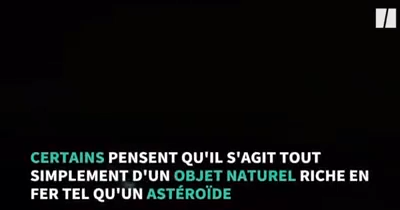 CERTAINS PENSENT QU'IL S'AGIT TOUT
SIMPLEMENT D'UN OBJET NATUREL RICHE EN
FER TEL QU'UN ASTÉROÏDE